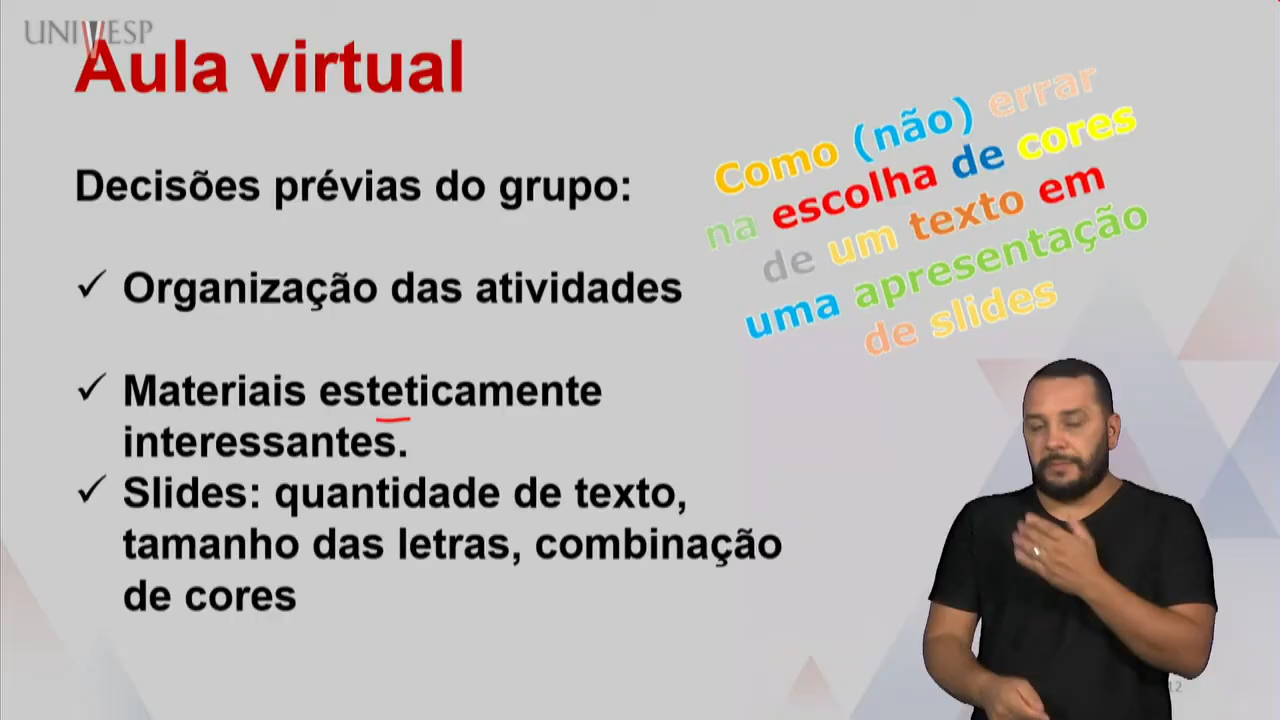 UNIVESP
Aula virtual
Como (não) errar
na escolha de cores
de um texto em
uma apresentação
de slides
Decisões prévias do grupo:
✓ Organização das atividades
✓ Materiais esteticamente
interessantes.
✓ Slides: quantidade de texto,
tamanho das letras, combinação
de cores
12